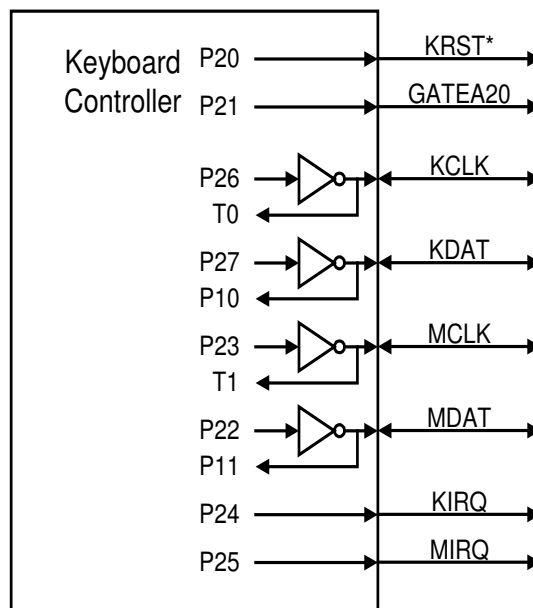 Keyboard
Controller
P20 KRST*
P21 GATEA20
P26 KCLK
T0
P27 KDAT
P10
P23 MCLK
T1
P22 MDAT
P11
P24 KIRQ
P25 MIRQ